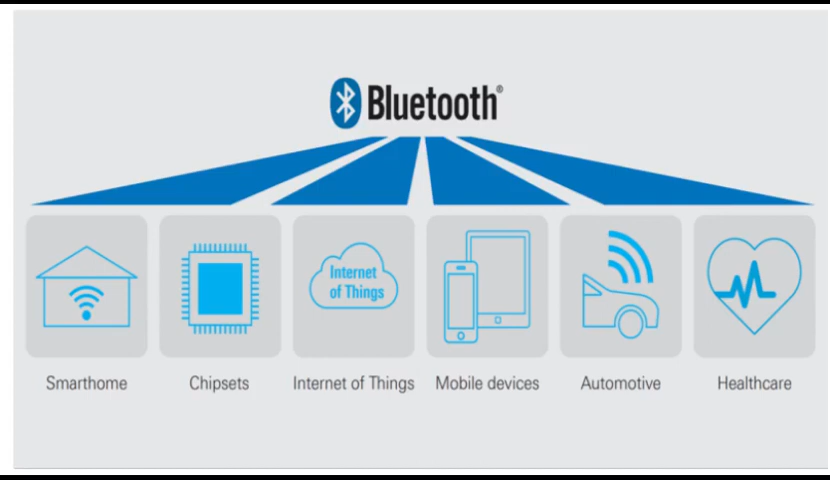 Bluetooth®
Internet
of Things
Smarthome
Chipsets
Internet of Things
Mobile devices
Automotive
Healthcare